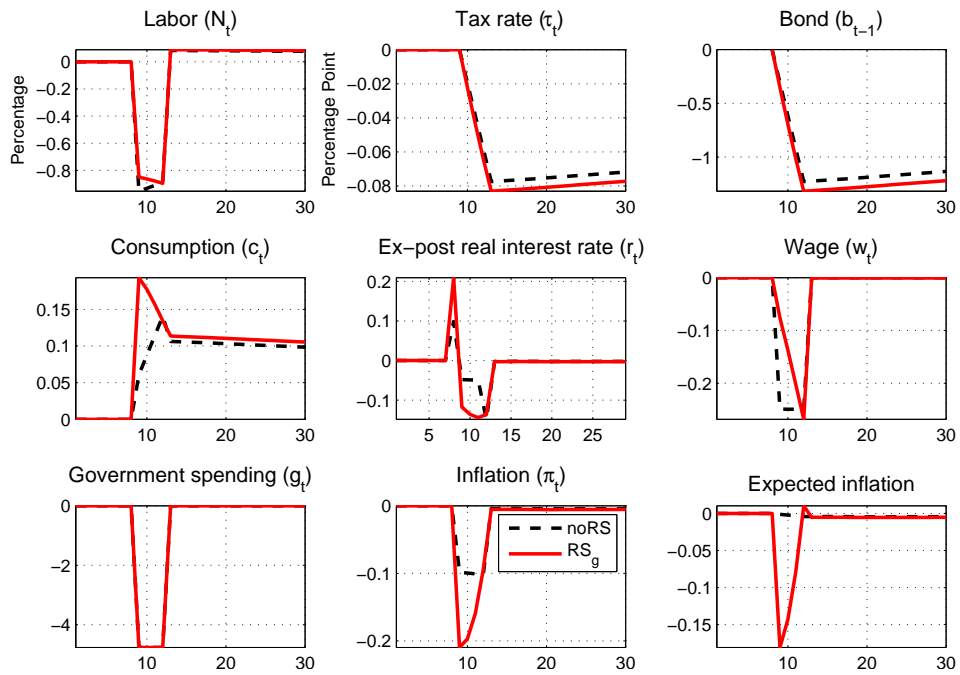 Labor (N_t)
Tax rate (τ_t)
Bond (b_{t−1})
Percentage
0
−0.2
−0.4
−0.6
−0.8
10 20 30
Percentage Point
0
−0.02
−0.04
−0.06
−0.08
10 20 30
0
−0.5
−1
10 20 30
Consumption (c_t)
Ex−post real interest rate (r_t)
Wage (w_t)
0.15
0.1
0.05
0
10 20 30
0.2
0.1
0
−0.1
5 10 15 20 25
0
−0.1
−0.2
10 20 30
Government spending (g_t)
Inflation (π_t)
Expected inflation
0
−2
−4
10 20 30
0
−0.1
−0.2
noRS
RS_g
10 20 30
0
−0.05
−0.1
−0.15
10 20 30